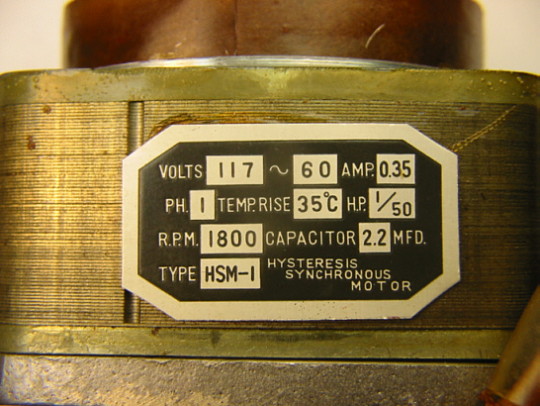 VOLTS 117 ~ 60 AMP. 0.35
PH. 1 TEMP.RISE 35°C H.P. 1/50
R.P.M. 1800 CAPACITOR 2.2 MFD.
TYPE HSM-1 HYSTERESIS
SYNCHRONOUS
MOTOR